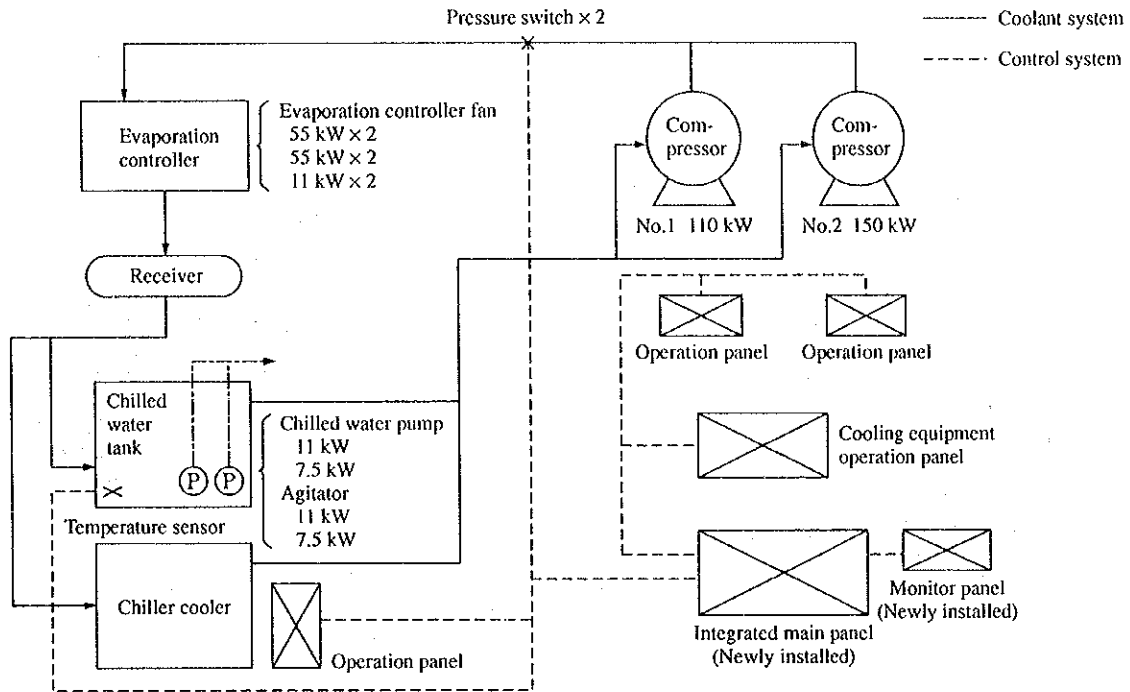 Pressure switch × 2
Coolant system
Control system
Evaporation
controller
Evaporation controller fan
55 kW × 2
55 kW × 2
11 kW × 2
Com-
pressor
No.1 110 kW
Com-
pressor
No.2 150 kW
Receiver
Operation panel
Operation panel
Chilled
water
tank
P
P
Chilled water pump
11 kW
7.5 kW
Agitator
11 kW
7.5 kW
Cooling equipment
operation panel
Temperature sensor
Chiller cooler
Operation panel
Integrated main panel
(Newly installed)
Monitor panel
(Newly installed)